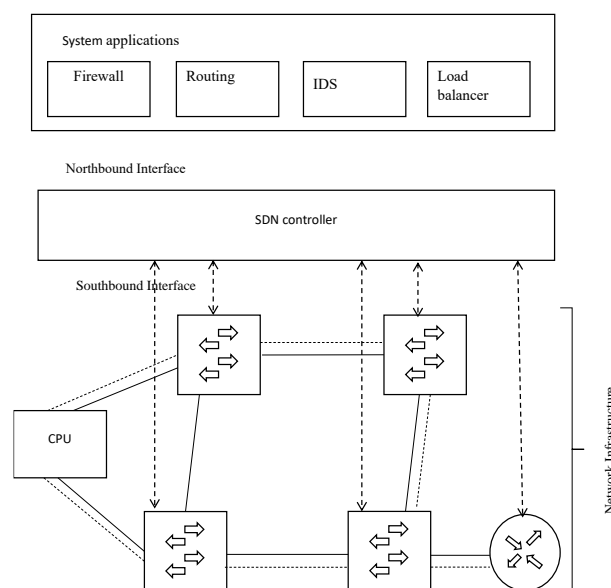 System applications
Firewall
Routing
IDS
Load
balancer
Northbound Interface
SDN controller
Southbound Interface
CPU
Network Infrastructure